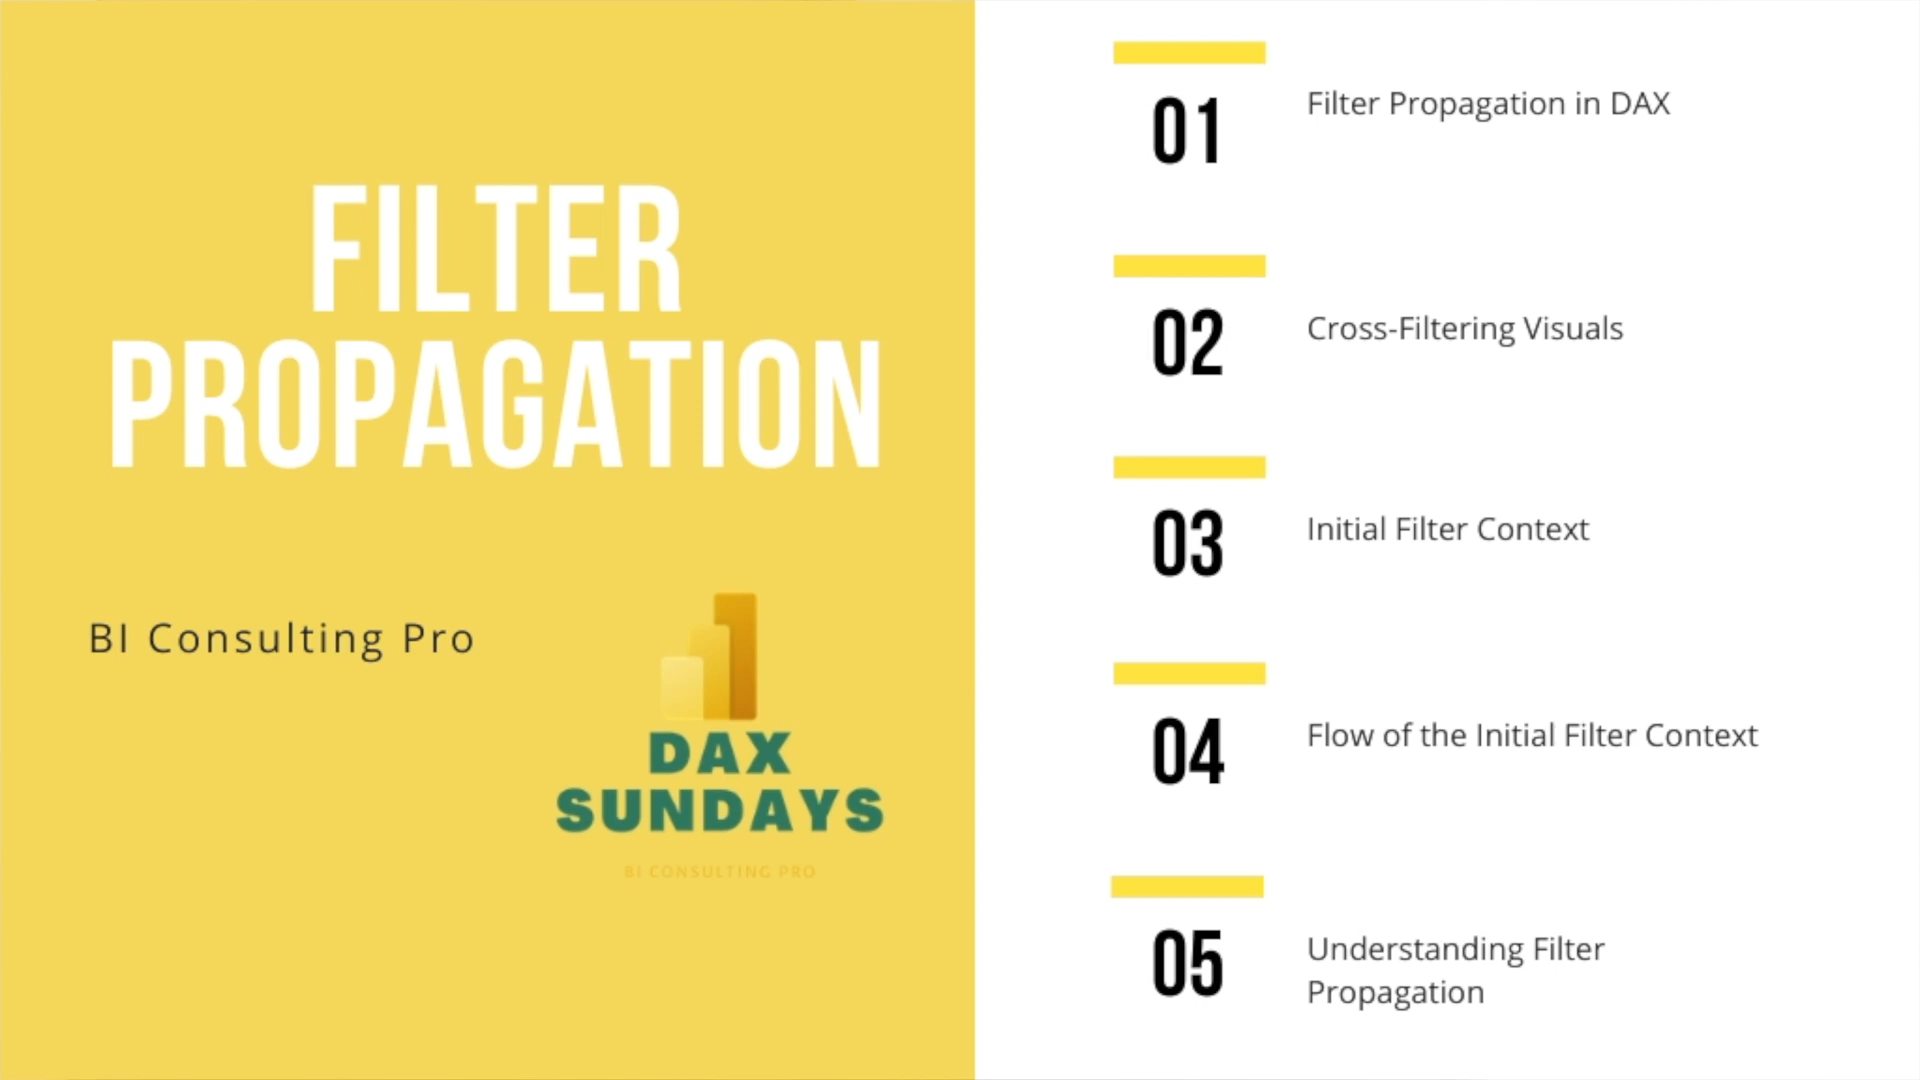 FILTER
PROPAGATION
BI Consulting Pro
DAX
SUNDAYS
BI CONSULTING PRO
01
Filter Propagation in DAX
02
Cross-Filtering Visuals
03
Initial Filter Context
04
Flow of the Initial Filter Context
05
Understanding Filter
Propagation